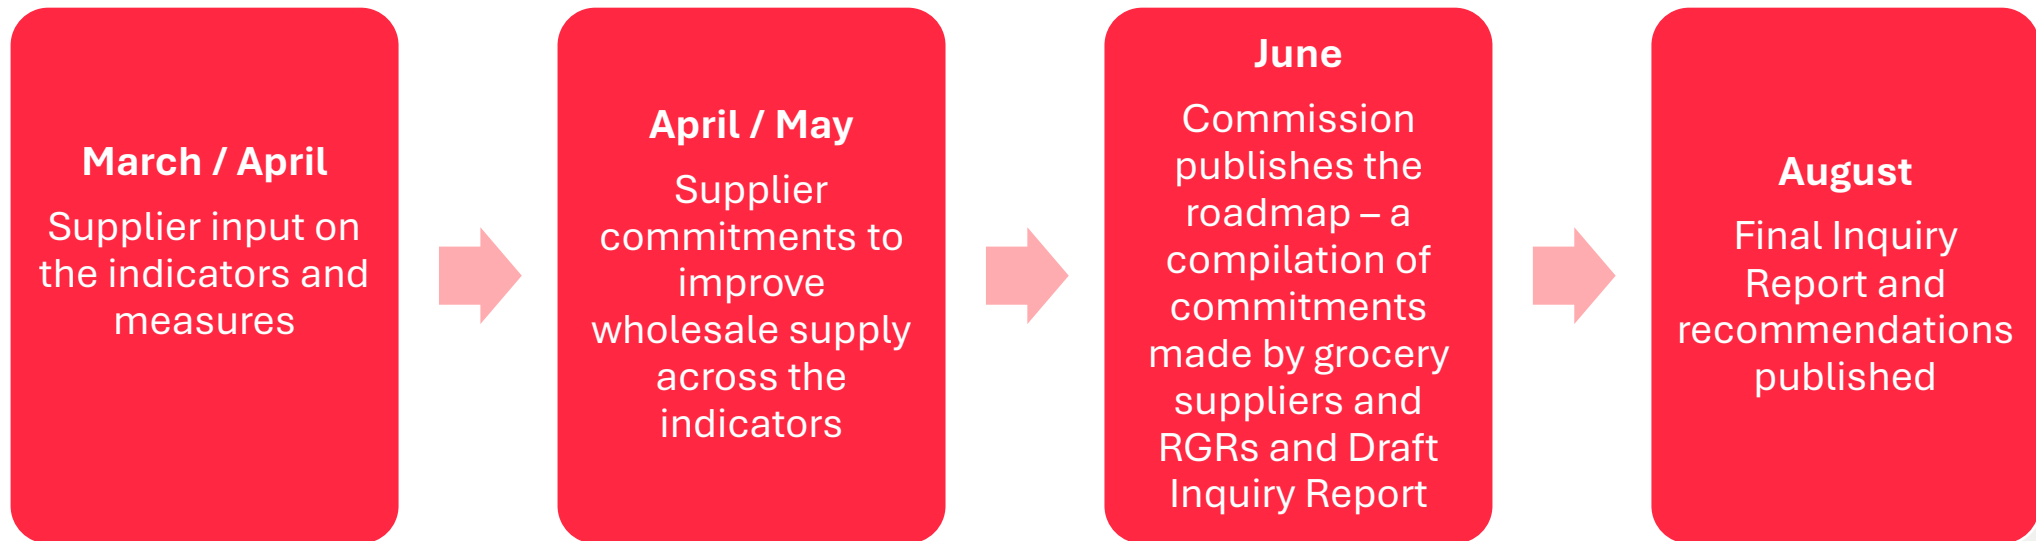 March / April
Supplier input on
the indicators and
measures
April / May
Supplier
commitments to
improve
wholesale supply
across the
indicators
June
Commission
publishes the
roadmap – a
compilation of
commitments
made by grocery
suppliers and
RGRs and Draft
Inquiry Report
August
Final Inquiry
Report and
recommendations
published